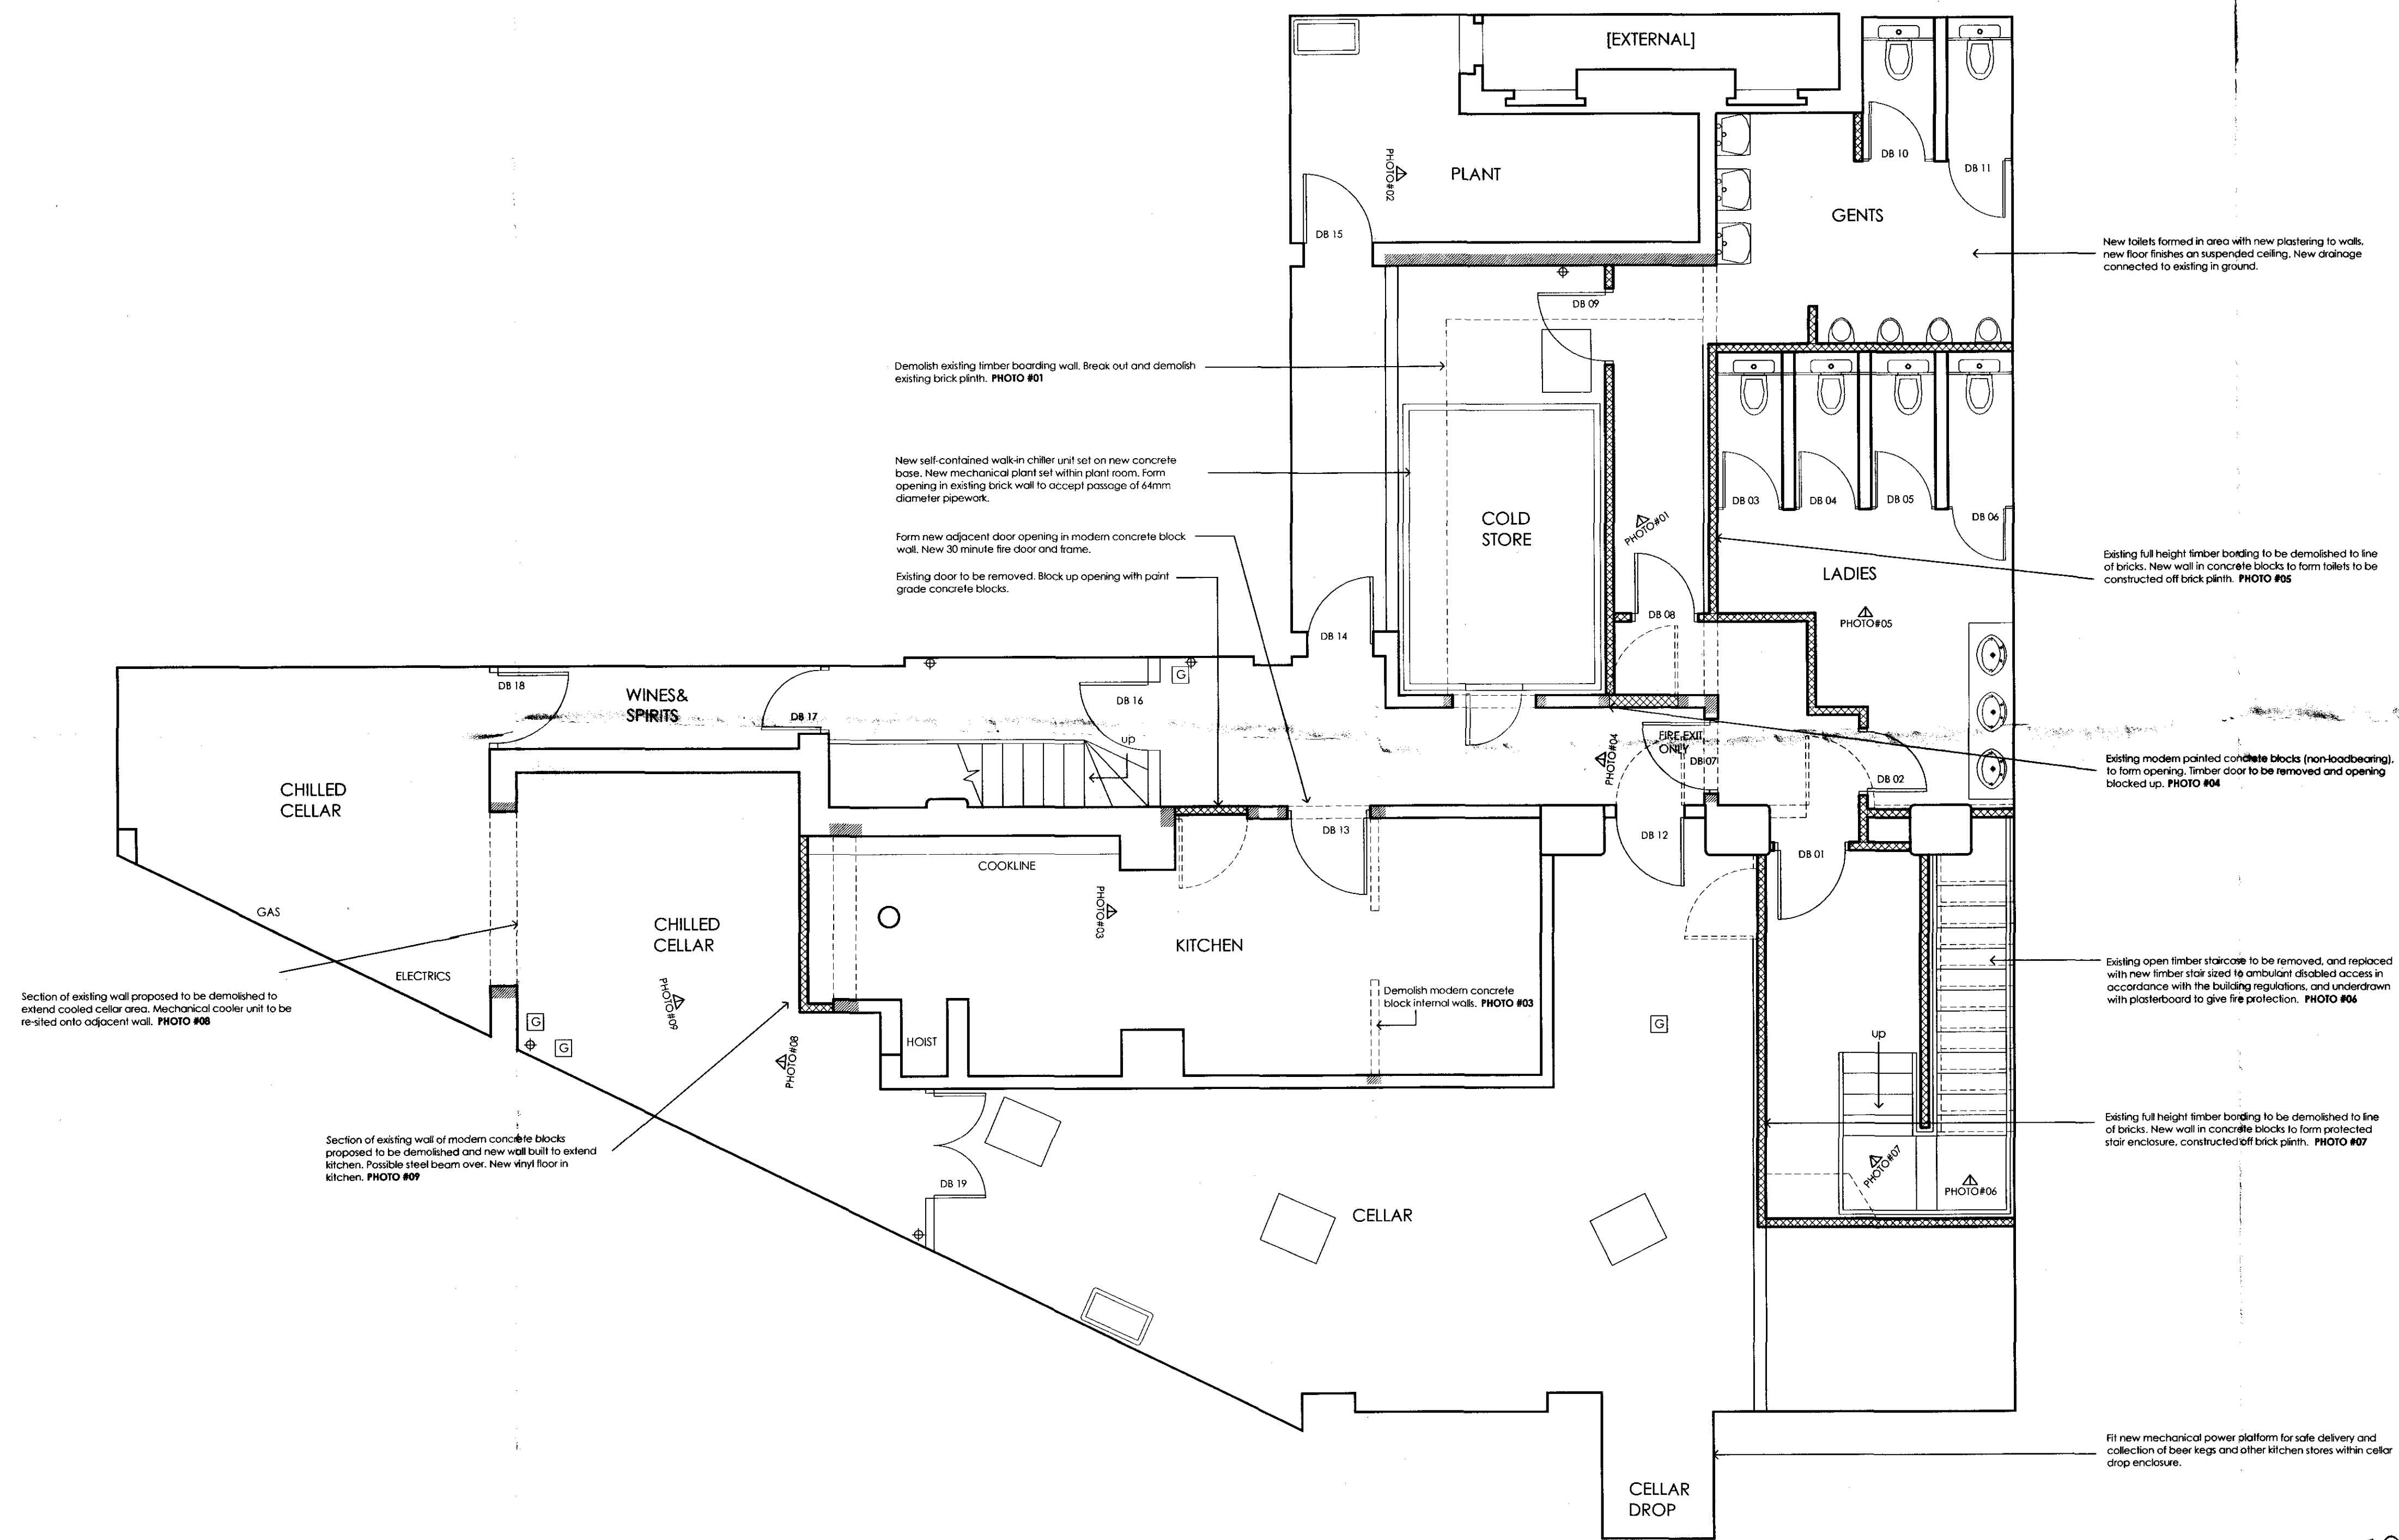 [EXTERNAL]
PHOTO#02
PLANT
DB 10
DB 11
GENTS
DB 15
New toilets formed in area with new plastering to walls,
new floor finishes an suspended ceiling. New drainage
connected to existing in ground.
DB 09
Demolish existing timber boarding wall. Break out and demolish
existing brick plinth. PHOTO #01
New self-contained walk-in chiller unit set on new concrete
base. New mechanical plant set within plant room. Form
opening in existing brick wall to accept passage of 64mm
diameter pipework.
DB 03
DB 04
DB 05
DB 06
COLD
STORE
PHOTO#01
Form new adjacent door opening in modern concrete block
wall. New 30 minute fire door and frame.
Existing door to be removed. Block up opening with paint
grade concrete blocks.
Existing full height timber bording to be demolished to line
of bricks. New wall in concrete blocks to form toilets to be
constructed off brick plinth. PHOTO #05
LADIES
DB 08
PHOTO#05
DB 14
DB 18
WINES&
SPIRITS
DB 17
DB 16
G
up
PHOTO#04
FIRE EXIT
ONLY
DB 07
DB 02
Existing modern painted concrete blocks (non-loadbearing),
to form opening. Timber door to be removed and opening
blocked up. PHOTO #04
CHILLED
CELLAR
DB 13
DB 12
DB 01
COOKLINE
GAS
CHILLED
CELLAR
PHOTO#03
KITCHEN
ELECTRICS
Section of existing wall proposed to be demolished to
extend cooled cellar area. Mechanical cooler unit to be
re-sited onto adjacent wall. PHOTO #08
PHOTO#09
Demolish modern concrete
block internal walls. PHOTO #03
Existing open timber staircase to be removed, and replaced
with new timber stair sized to ambulant disabled access in
accordance with the building regulations, and underdrawn
with plasterboard to give fire protection. PHOTO #06
G
G
G
HOIST
PHOTO#08
up
Section of existing wall of modern concrete blocks
proposed to be demolished and new wall built to extend
kitchen. Possible steel beam over. New vinyl floor in
kitchen. PHOTO #09
Existing full height timber bording to be demolished to line
of bricks. New wall in concrete blocks to form protected
stair enclosure, constructed off brick plinth. PHOTO #07
DB 19
PHOTO#07
PHOTO#06
CELLAR
Fit new mechanical power platform for safe delivery and
collection of beer kegs and other kitchen stores within cellar
drop enclosure.
CELLAR
DROP